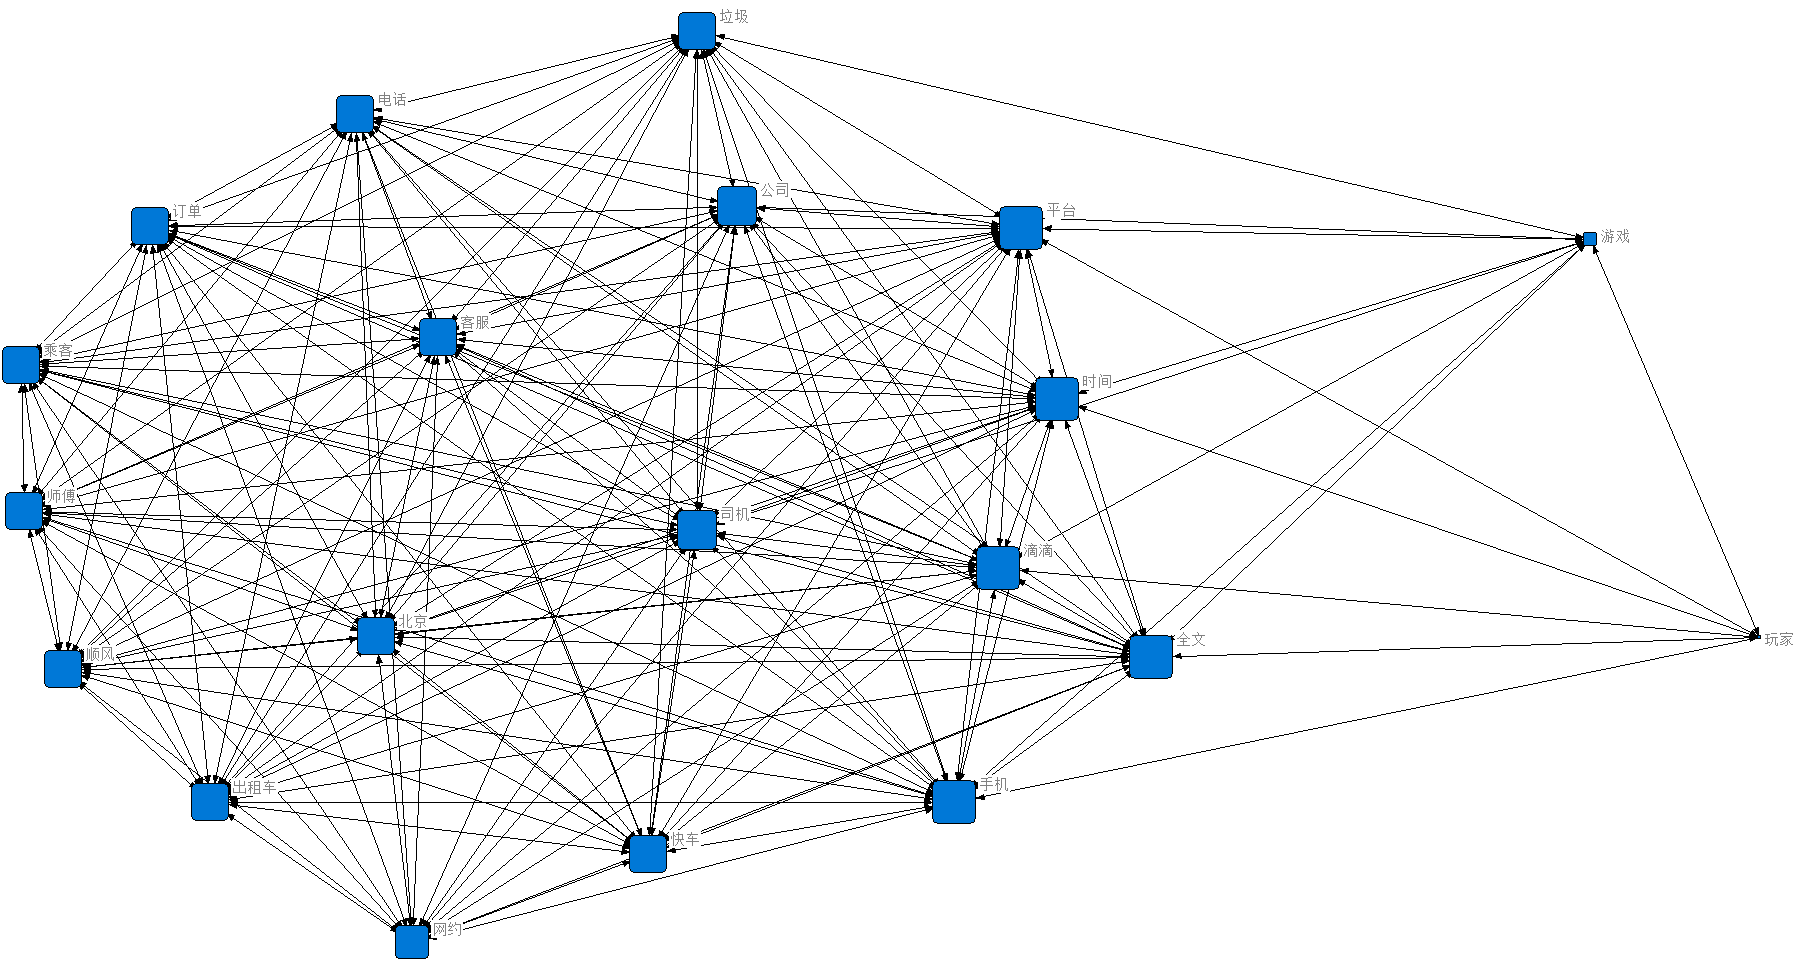 垃圾
电话
公司
订单
平台
游戏
客服
乘客
时间
师傅
司机
滴滴
北京
全文
玩家
顺风
出租车
手机
快车
网约